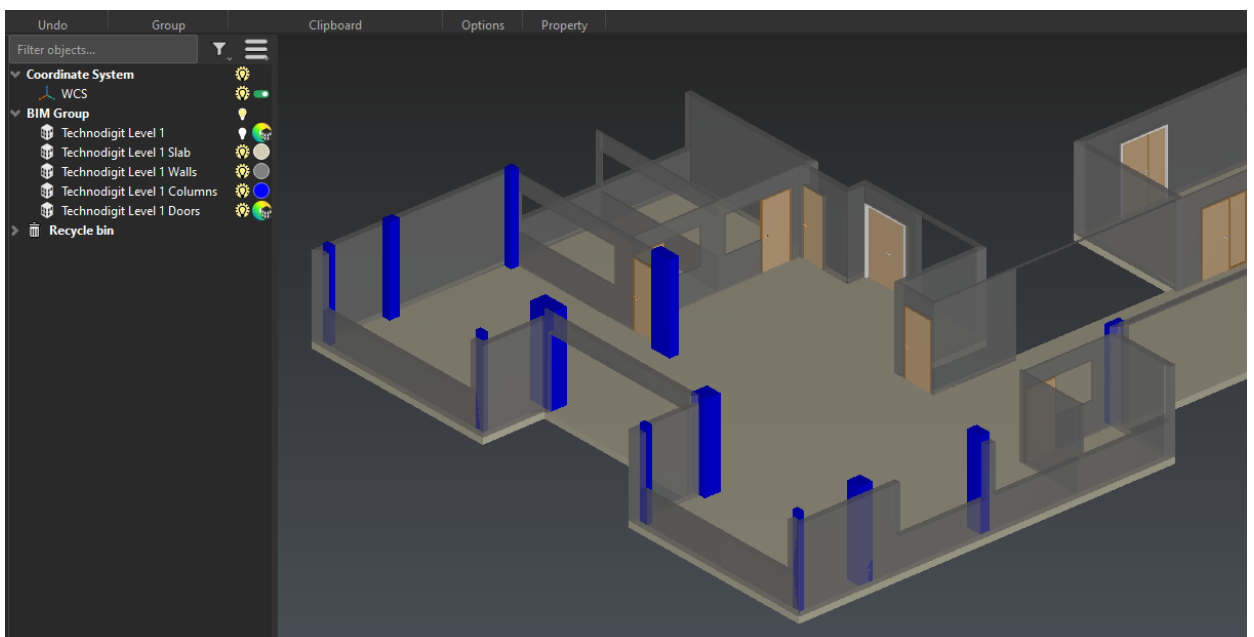 Undo Group Clipboard Options Property
Filter objects...
Coordinate System
WCS
BIM Group
Technodigit Level 1
Technodigit Level 1 Slab
Technodigit Level 1 Walls
Technodigit Level 1 Columns
Technodigit Level 1 Doors
Recycle bin